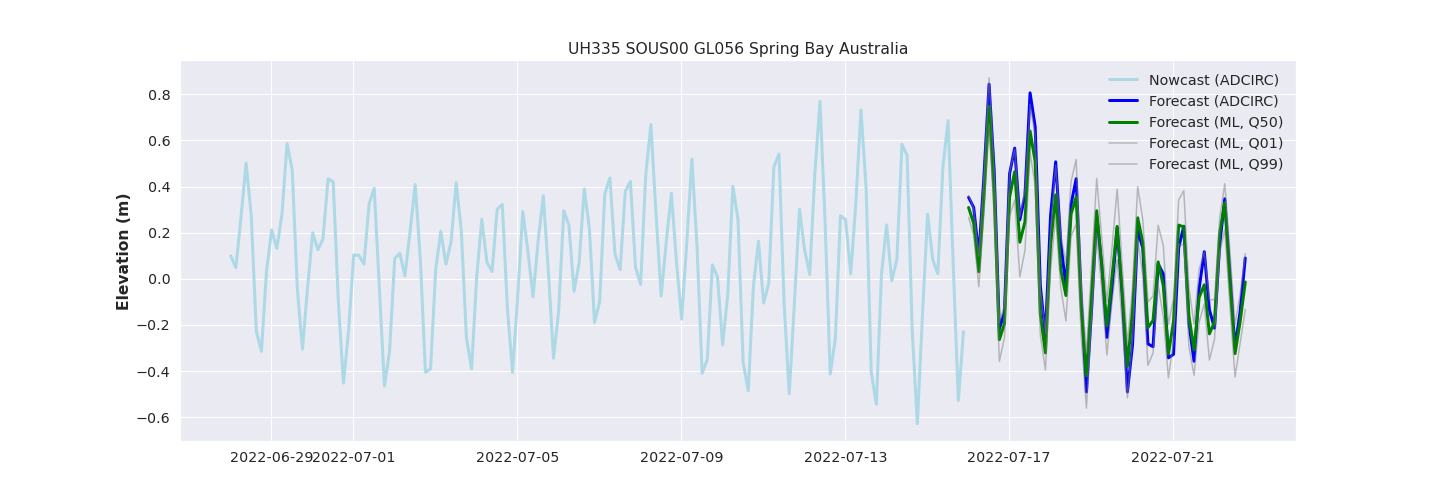 UH335 SOUS00 GL056 Spring Bay Australia
Nowcast (ADCIRC)
Forecast (ADCIRC)
Forecast (ML, Q50)
Forecast (ML, Q01)
Forecast (ML, Q99)
Elevation (m)
0.8
0.6
0.4
0.2
0.0
−0.2
−0.4
−0.6
2022-06-29 2022-07-01 2022-07-05 2022-07-09 2022-07-13 2022-07-17 2022-07-21